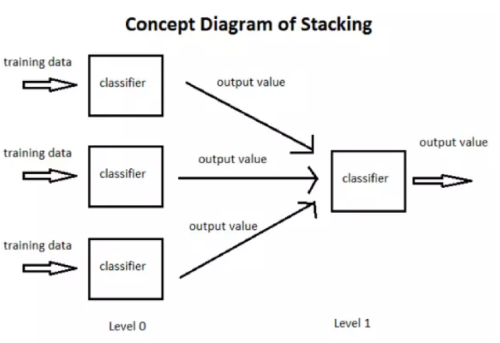 Concept Diagram of Stacking
training data
classifier
output value
training data
classifier
output value
classifier
output value
training data
classifier
output value
Level 0
Level 1